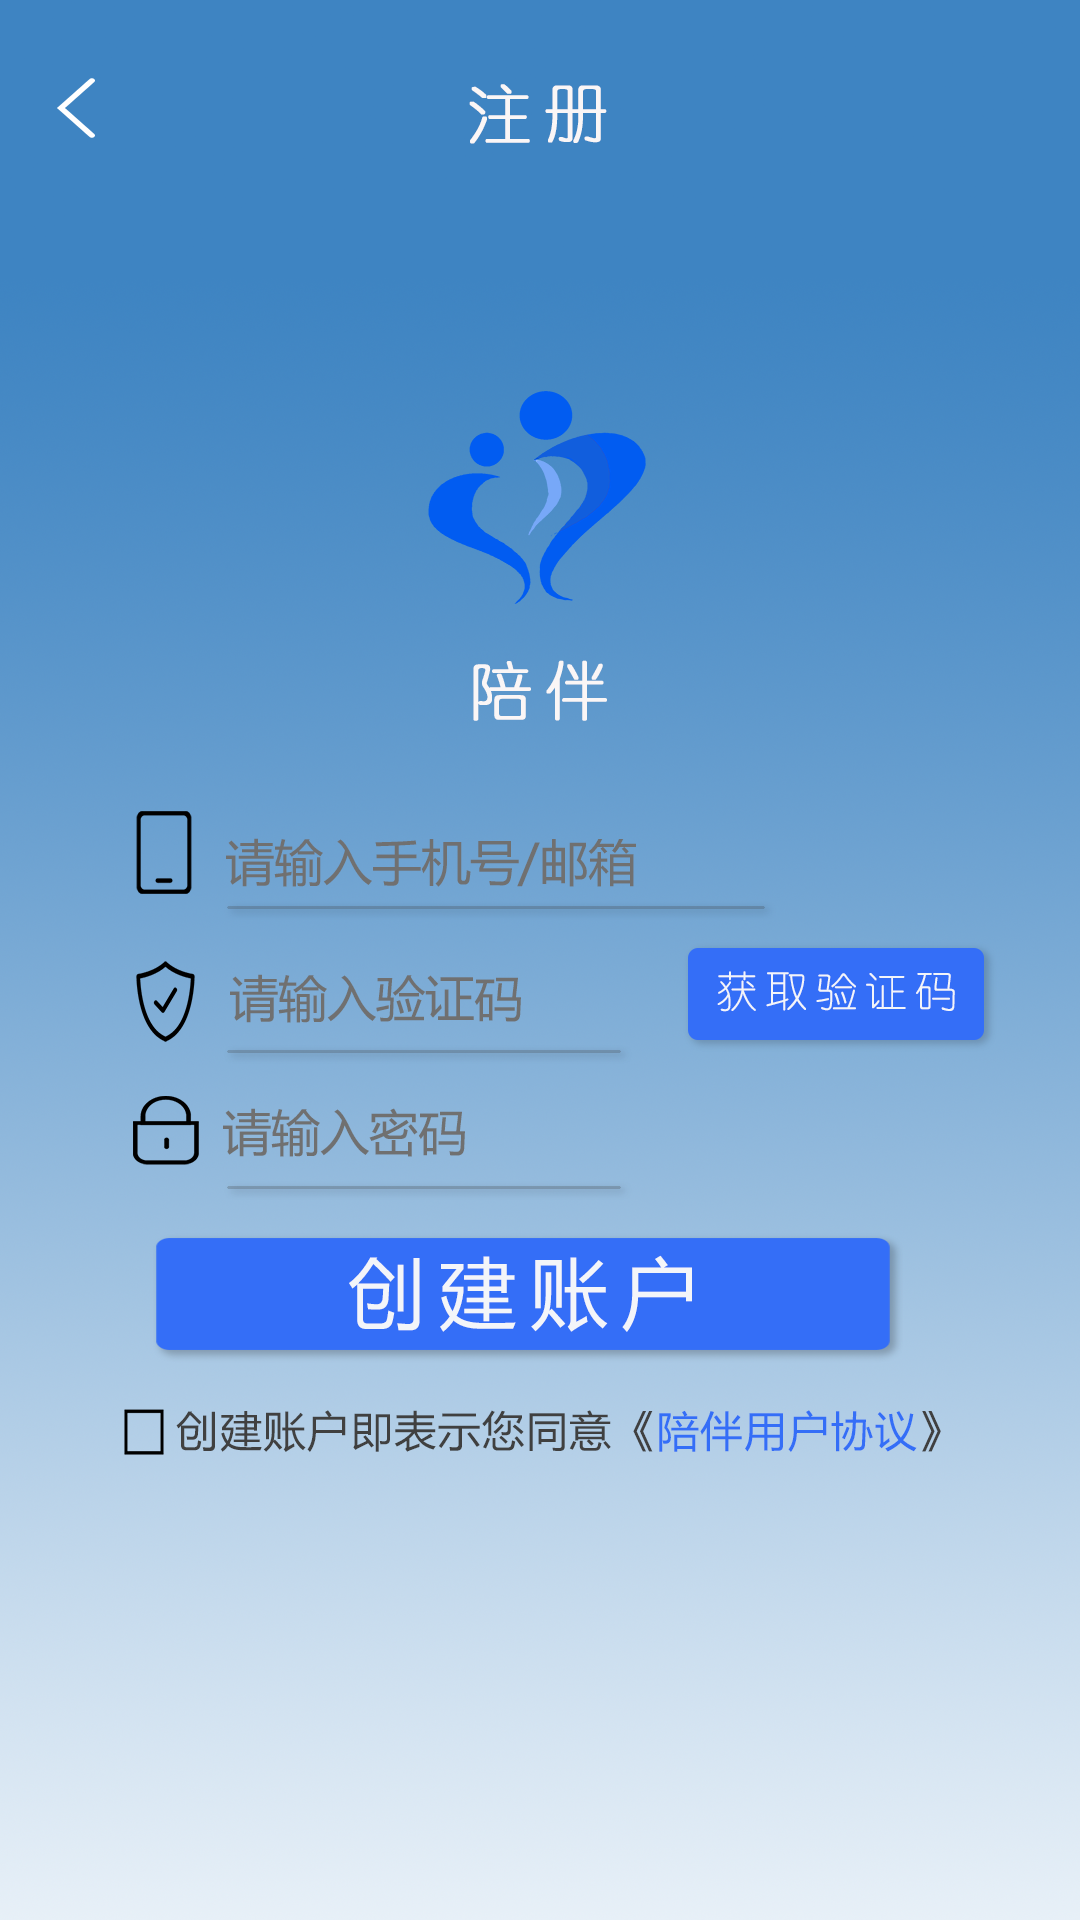 注册
陪伴
请输入手机号/邮箱
请输入验证码
获取验证码
请输入密码
创建账户
创建账户即表示您同意《陪伴用户协议》